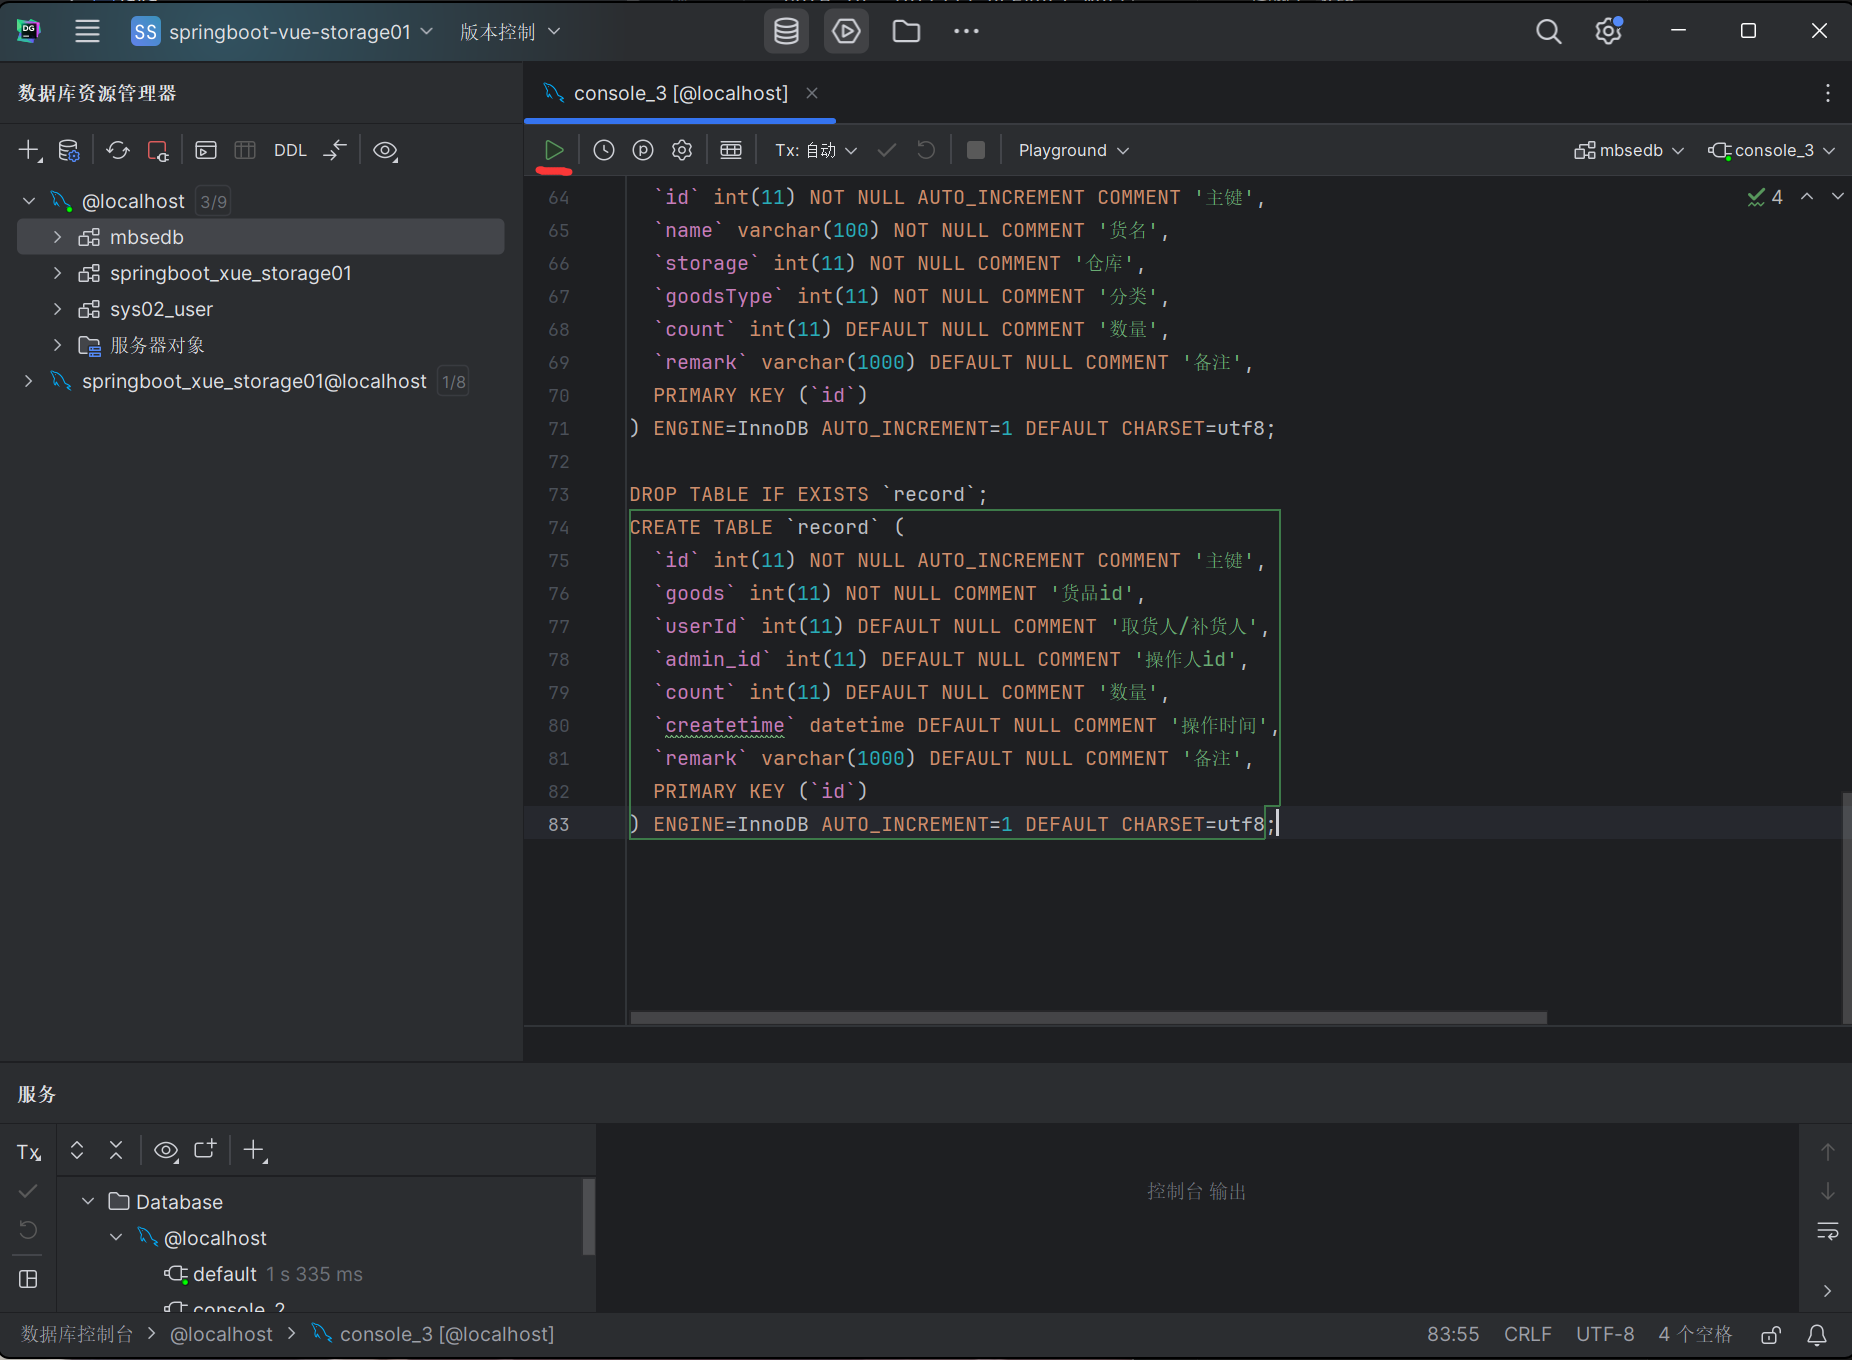 DG
SS springboot-vue-storage01 版本控制
数据库资源管理器
console_3 [@localhost]
DDL
Tx: 自动 Playground mbsedb console_3
@localhost 3/9
mbsedb
springboot_xue_storage01
sys02_user
服务器对象
springboot_xue_storage01@localhost 1/8
4
64 `id` int(11) NOT NULL AUTO_INCREMENT COMMENT '主键',
65 `name` varchar(100) NOT NULL COMMENT '货名',
66 `storage` int(11) NOT NULL COMMENT '仓库',
67 `goodsType` int(11) NOT NULL COMMENT '分类',
68 `count` int(11) DEFAULT NULL COMMENT '数量',
69 `remark` varchar(1000) DEFAULT NULL COMMENT '备注',
70 PRIMARY KEY (`id`)
71 ) ENGINE=InnoDB AUTO_INCREMENT=1 DEFAULT CHARSET=utf8;
72
73 DROP TABLE IF EXISTS `record`;
74 CREATE TABLE `record` (
75 `id` int(11) NOT NULL AUTO_INCREMENT COMMENT '主键',
76 `goods` int(11) NOT NULL COMMENT '货品id',
77 `userId` int(11) DEFAULT NULL COMMENT '取货人/补货人',
78 `admin_id` int(11) DEFAULT NULL COMMENT '操作人id',
79 `count` int(11) DEFAULT NULL COMMENT '数量',
80 `createtime` datetime DEFAULT NULL COMMENT '操作时间',
81 `remark` varchar(1000) DEFAULT NULL COMMENT '备注',
82 PRIMARY KEY (`id`)
83 ) ENGINE=InnoDB AUTO_INCREMENT=1 DEFAULT CHARSET=utf8;
服务
Tx
Database
@localhost
default 1 s 335 ms
console_2
控制台 输出
数据库控制台 > @localhost > console_3 [@localhost]
83:55 CRLF UTF-8 4 个空格